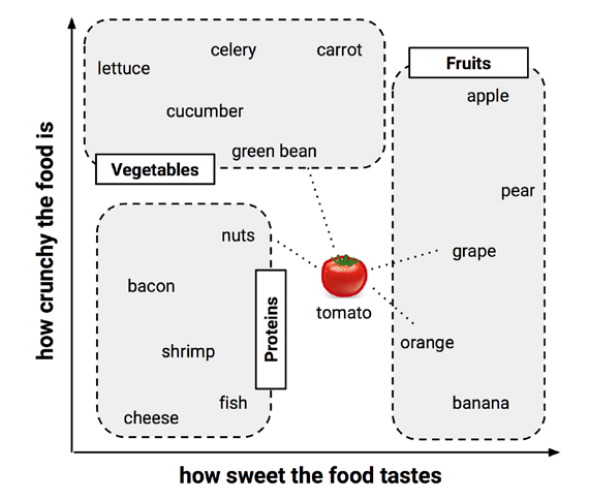 celery
carrot
lettuce
Fruits
apple
cucumber
green bean
Vegetables
pear
nuts
grape
bacon
tomato
Proteins
shrimp
orange
fish
banana
cheese
how crunchy the food is
how sweet the food tastes